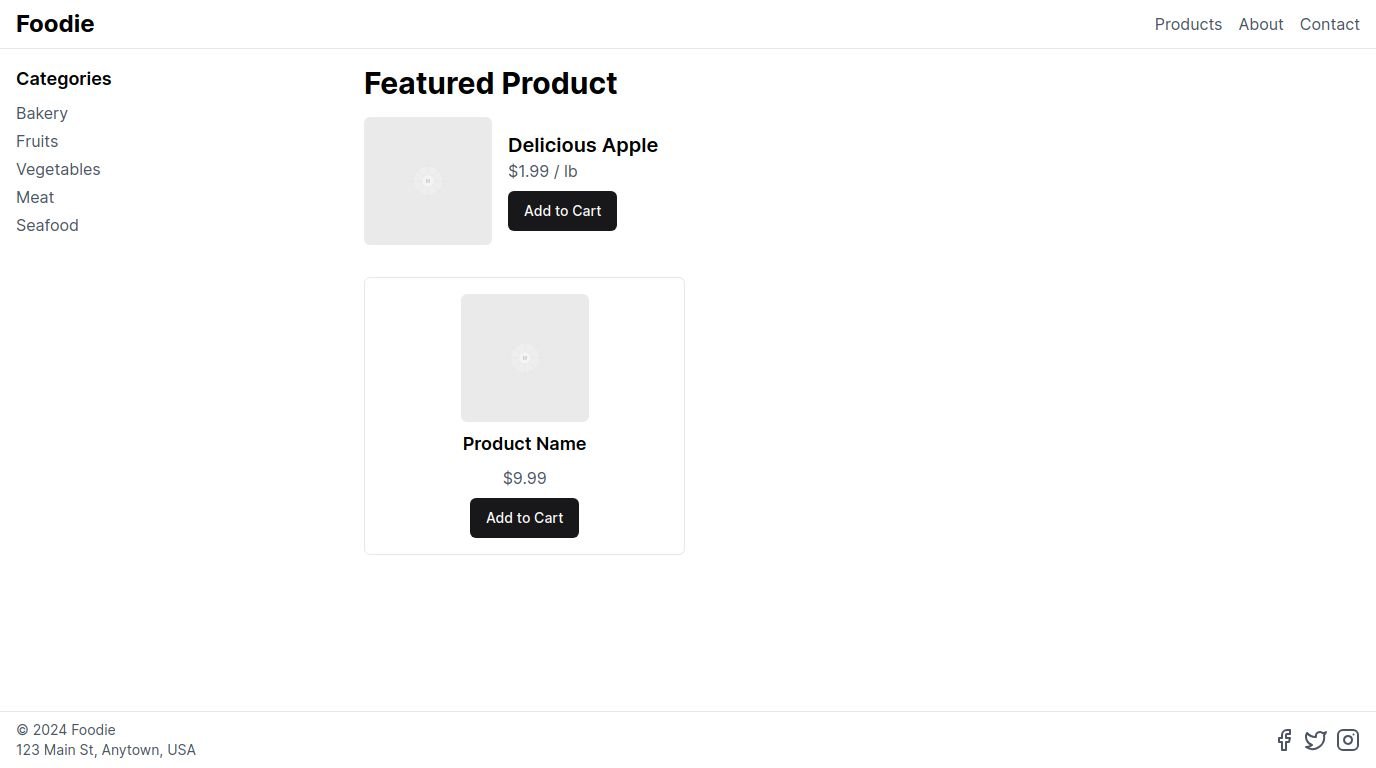 Foodie
Products About Contact
Categories
Bakery
Fruits
Vegetables
Meat
Seafood
Featured Product
Delicious Apple
$1.99 / lb
Add to Cart
Product Name
$9.99
Add to Cart
© 2024 Foodie
123 Main St, Anytown, USA